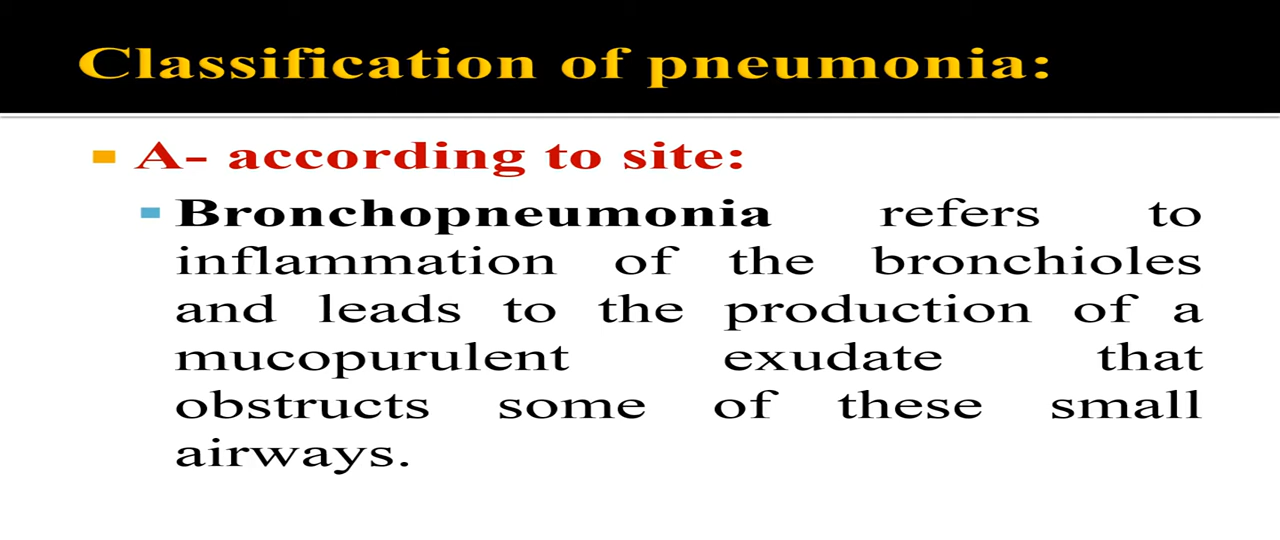 Classification of pneumonia:
A- according to site:
Bronchopneumonia refers to
inflammation of the bronchioles
and leads to the production of a
mucopurulent exudate that
obstructs some of these small
airways.